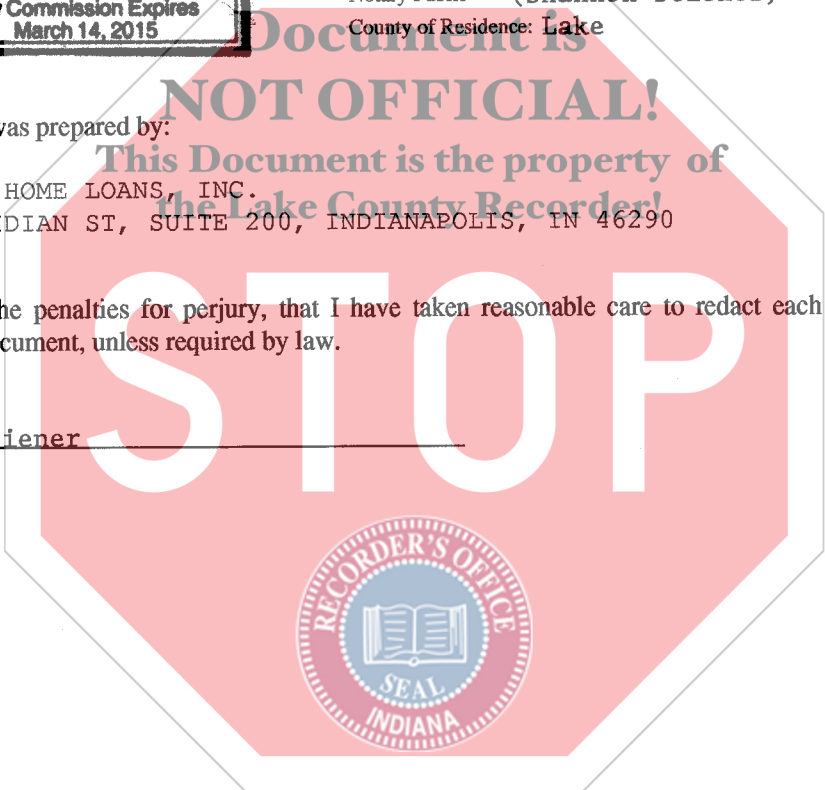 Commission Expires
March 14, 2015
County of Residence: Lake
Document is
NOT OFFICIAL!
was prepared by:
This Document is the property of
the Lake County Recorder!
HOME LOANS, INC.
DIAN ST, SUITE 200, INDIANAPOLIS, IN 46290
he penalties for perjury, that I have taken reasonable care to redact each
cument, unless required by law.
iener
STOP
RECORDER'S OFFICE
SEAL
INDIANA